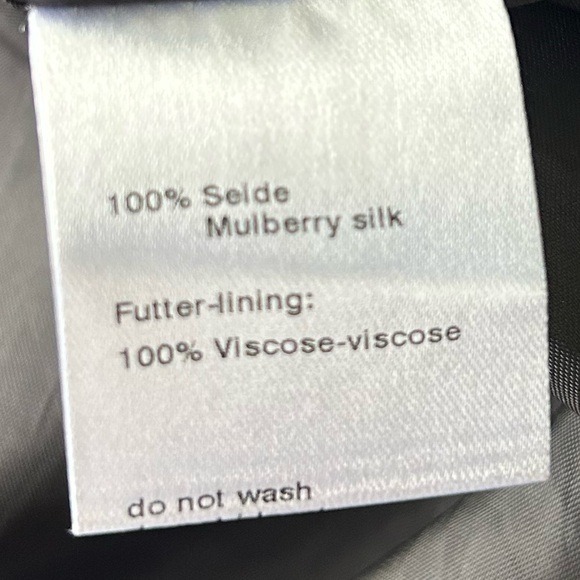 100% Seide
Mulberry silk
Futter-lining:
100% Viscose-viscose
do not wash